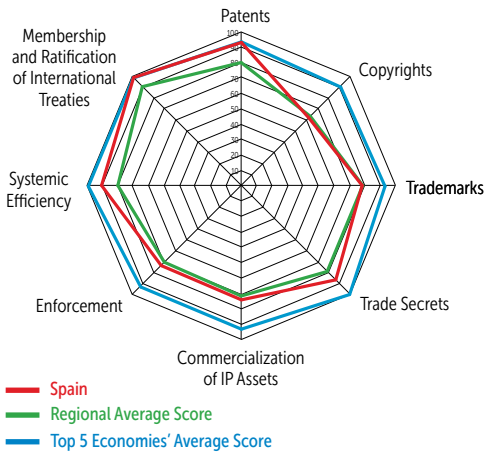 Patents
Membership
and Ratification
of International
Treaties
Copyrights
100
90
80
70
60
50
40
30
20
10
Systemic
Efficiency
Trademarks
Enforcement
Trade Secrets
Commercialization
of IP Assets
Spain
Regional Average Score
Top 5 Economies' Average Score